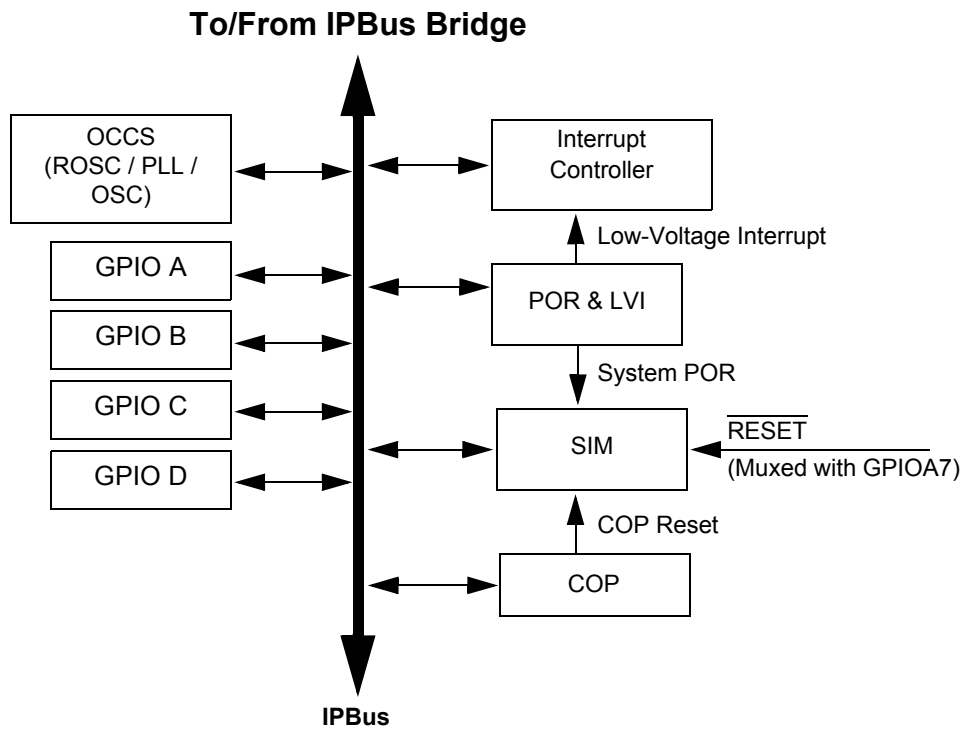 To/From IPBus Bridge
OCCS
(ROSC / PLL /
OSC)
GPIO A
GPIO B
GPIO C
GPIO D
Interrupt
Controller
Low-Voltage Interrupt
POR & LVI
System POR
SIM
RESET
(Muxed with GPIOA7)
COP Reset
COP
IPBus